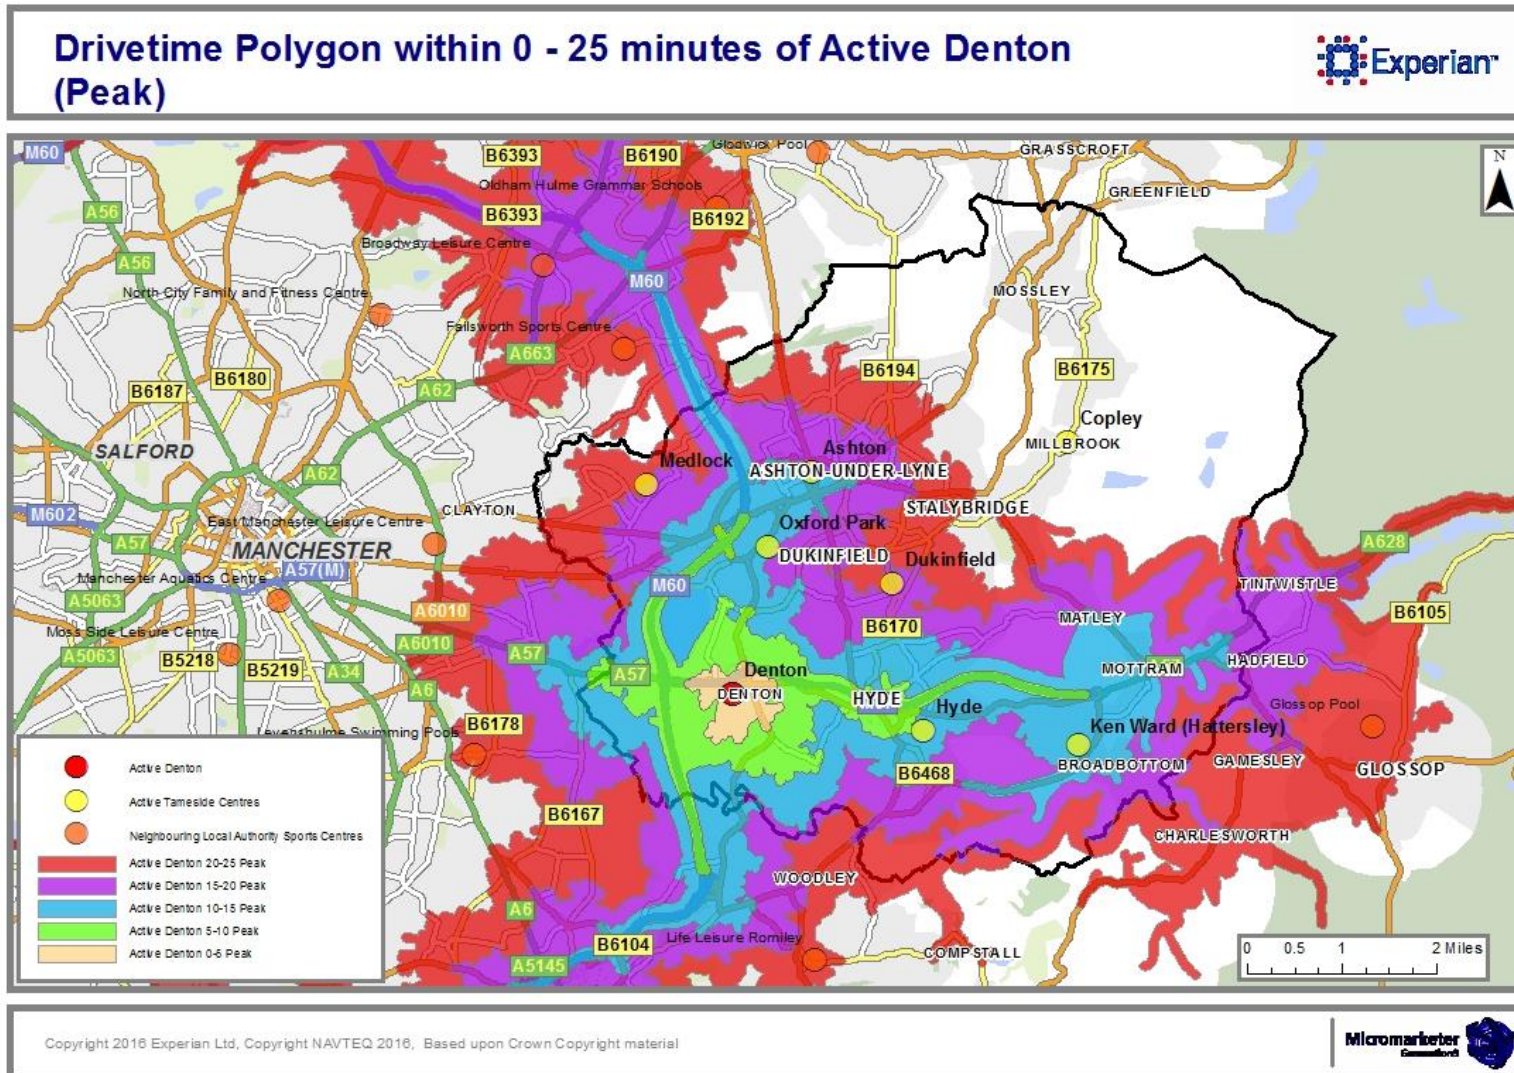 Drivetime Polygon within 0 - 25 minutes of Active Denton
(Peak)
Experian™
M60
B6393
B6190
Glodwick Pool
GRASSCROFT
N
Oldham Hulme Grammar Schools
GREENFIELD
A56
B6393
B6192
Broadway Leisure Centre
A56
M60
North City Family and Fitness Centre
MOSSLEY
Failsworth Sports Centre
A663
B6187
B6180
A62
B6194
B6175
Copley
MILLBROOK
SALFORD
Ashton
Medlock
ASHTON-UNDER-LYNE
A62
M602
CLAYTON
STALYBRIDGE
East Manchester Leisure Centre
Oxford Park
A57
MANCHESTER
DUKINFIELD
Dukinfield
A628
Manchester Aquatics Centre
A57(M)
M60
TINTWISTLE
A5063
A6010
B6105
MATLEY
Moss Side Leisure Centre
B6170
A5063
B5218
B5219
A34
A6010
A57
A57
Denton
MOTTRAM
HADFIELD
A6
DENTON
HYDE
Hyde
Glossop Pool
B6178
Levenshulme Swimming Pools
Ken Ward (Hattersley)
B6468
BROADBOTTOM
GAMESLEY
GLOSSOP
B6167
CHARLESWORTH
WOODLEY
A6
B6104
Life Leisure Romiley
COMPSTALL
A5145
Active Denton
Active Tameside Centres
Neighbouring Local Authority Sports Centres
Active Denton 20-25 Peak
Active Denton 15-20 Peak
Active Denton 10-15 Peak
Active Denton 5-10 Peak
Active Denton 0-5 Peak
0 0.5 1 2 Miles
Copyright 2016 Experian Ltd, Copyright NAVTEQ 2016, Based upon Crown Copyright material
Micromarketer